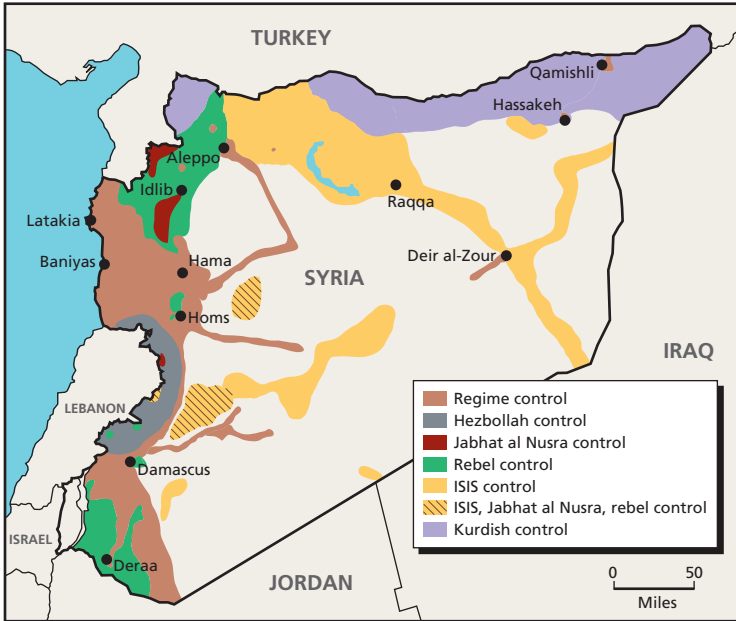 TURKEY
Qamishli
Hassakeh
Aleppo
Idlib
Raqqa
Latakia
Baniyas
Hama
Deir al-Zour
SYRIA
Homs
IRAQ
LEBANON
Damascus
ISRAEL
Deraa
JORDAN
Regime control
Hezbollah control
Jabhat al Nusra control
Rebel control
ISIS control
ISIS, Jabhat al Nusra, rebel control
Kurdish control
0 50
Miles